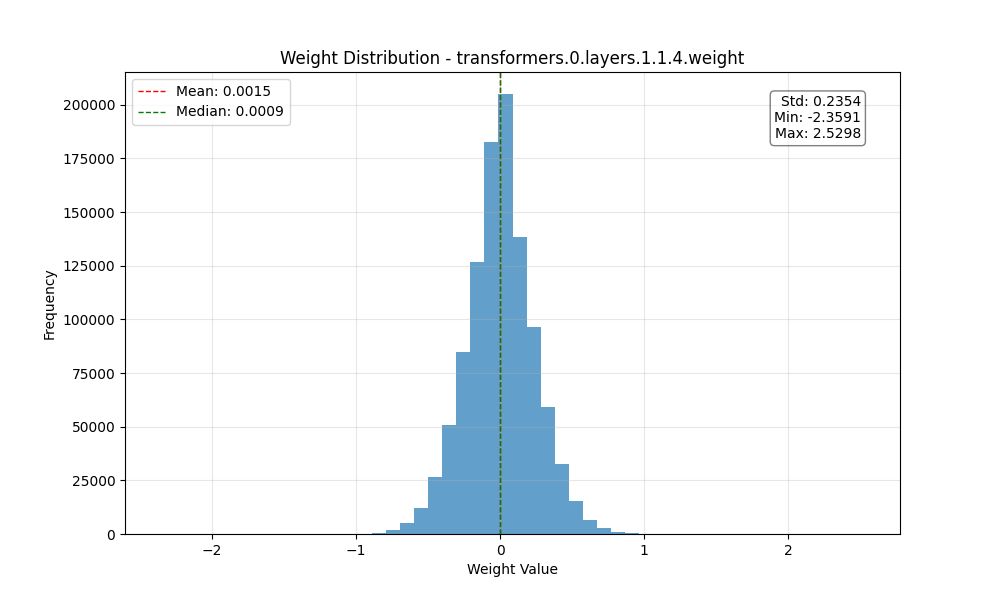 Weight Distribution - transformers.0.layers.1.1.4.weight
Mean: 0.0015
Median: 0.0009
Std: 0.2354
Min: -2.3591
Max: 2.5298
200000
175000
150000
125000
100000
75000
50000
25000
0
Frequency
−2
−1
0
1
2
Weight Value